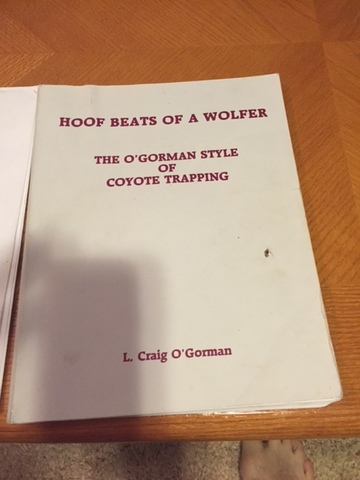 HOOF BEATS OF A WOLFER
THE O'GORMAN STYLE
OF
COYOTE TRAPPING
L. Craig O'Gorman